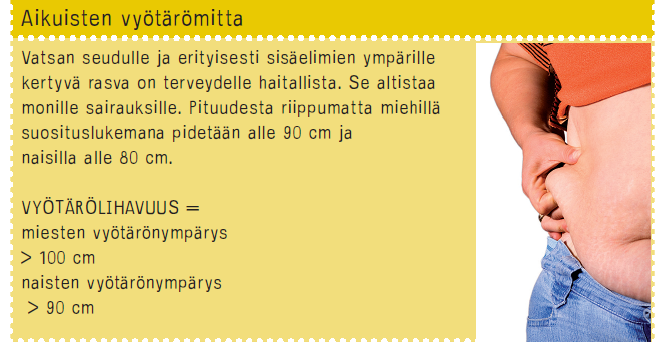 Aikuisten vyötärömitta
Vatsan seudulle ja erityisesti sisäelimien ympärille
kertyvä rasva on terveydelle haitallista. Se altistaa
monille sairauksille. Pituudesta riippumatta miehillä
suosituslukemana pidetään alle 90 cm ja
naisilla alle 80 cm.
VYÖTÄRÖLIHAVUUS =
miesten vyötärönympärys
> 100 cm
naisten vyötärönympärys
> 90 cm